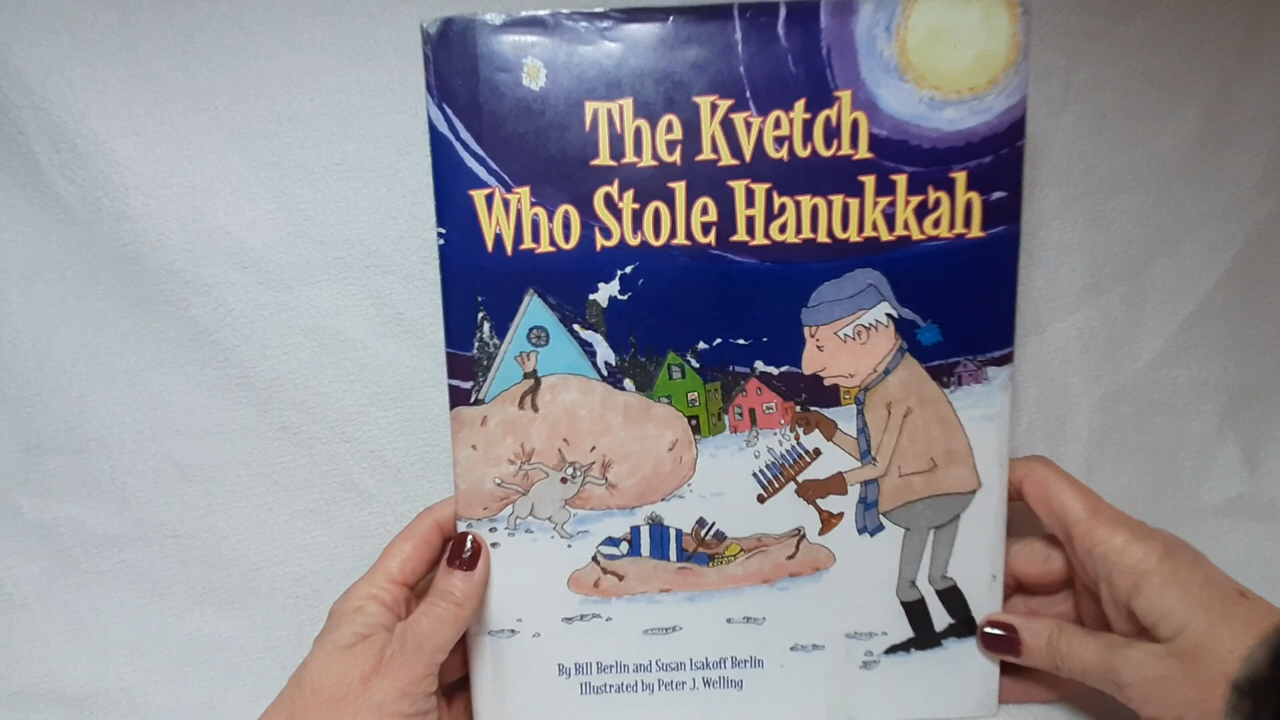 The Kvetch
Who Stole Hanukkah
By Bill Berlin and Susan Isakoff Berlin
Illustrated by Peter J. Welling